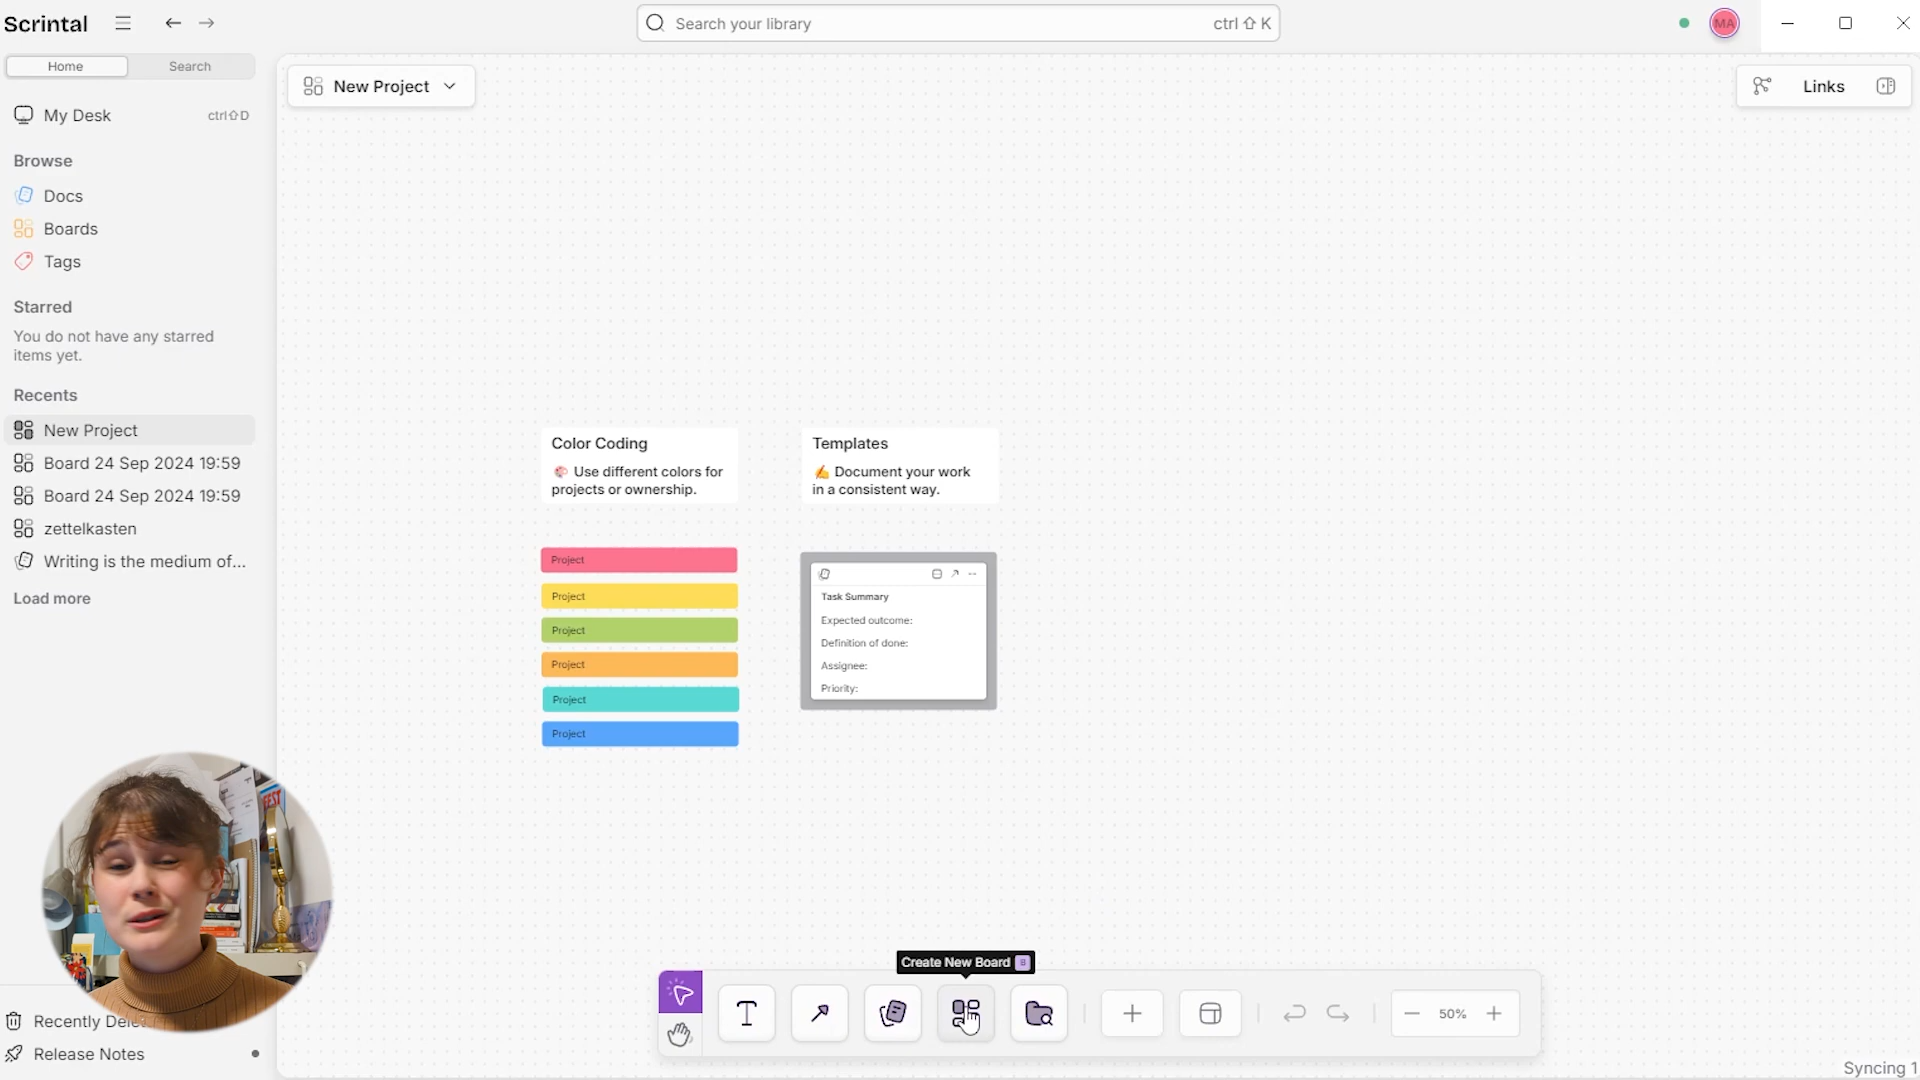 Scrintal
Search your library
ctrl ⇧ K
MA
Home
Search
My Desk
ctrl⇧D
Browse
Docs
Boards
Tags
Starred
You do not have any starred
items yet.
Recents
New Project
Board 24 Sep 2024 19:59
Board 24 Sep 2024 19:59
zettelkasten
Writing is the medium of...
Load more
Release Notes
New Project
Links
Color Coding
🎨 Use different colors for
projects or ownership.
Templates
✍️ Document your work
in a consistent way.
Project
Project
Project
Project
Project
Project
Task Summary
Expected outcome:
Definition of done:
Assignee:
Priority:
Create New Board B
T
50%
Recently Dele
Syncing 1